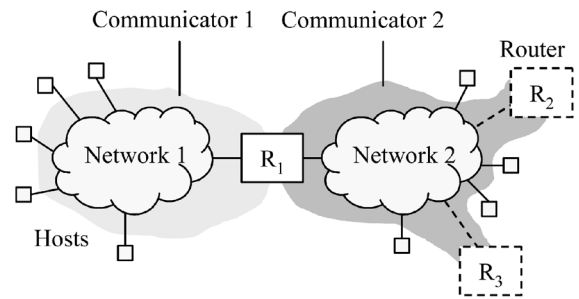 Communicator 1
Communicator 2
Router
R2
Network 1
R1
Network 2
Hosts
R3